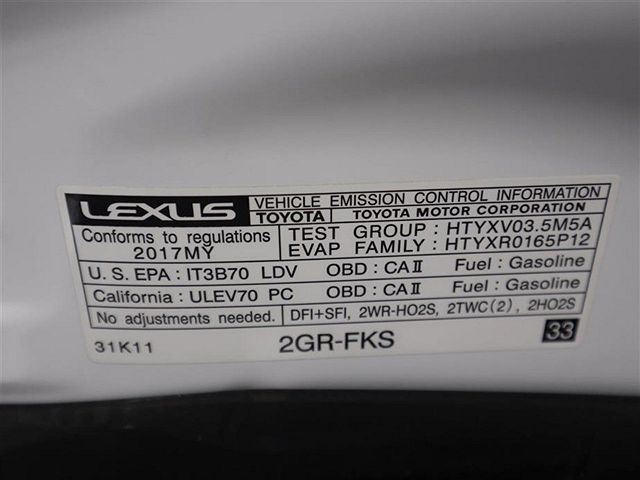 LEXUS VEHICLE EMISSION CONTROL INFORMATION
TOYOTA TOYOTA MOTOR CORPORATION
Conforms to regulations
2017MY
TEST GROUP : HTYXV03.5M5A
EVAP FAMILY : HTYXR0165P12
U.S. EPA : IT3B70 LDV OBD : CAⅡ Fuel : Gasoline
California : ULEV70 PC OBD : CAⅡ Fuel : Gasoline
No adjustments needed. DFI+SFI, 2WR-HO2S, 2TWC(2), 2HO2S
31K11 2GR-FKS 33